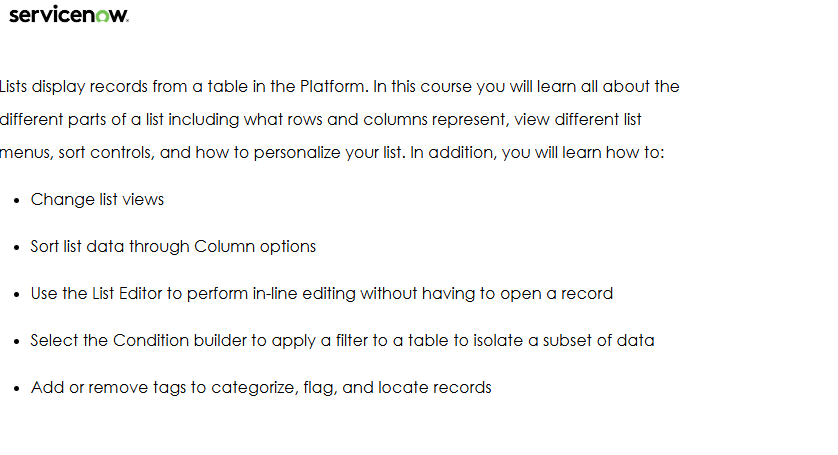 servicenow.
Lists display records from a table in the Platform. In this course you will learn all about the
different parts of a list including what rows and columns represent, view different list
menus, sort controls, and how to personalize your list. In addition, you will learn how to:
• Change list views
• Sort list data through Column options
• Use the List Editor to perform in-line editing without having to open a record
• Select the Condition builder to apply a filter to a table to isolate a subset of data
• Add or remove tags to categorize, flag, and locate records